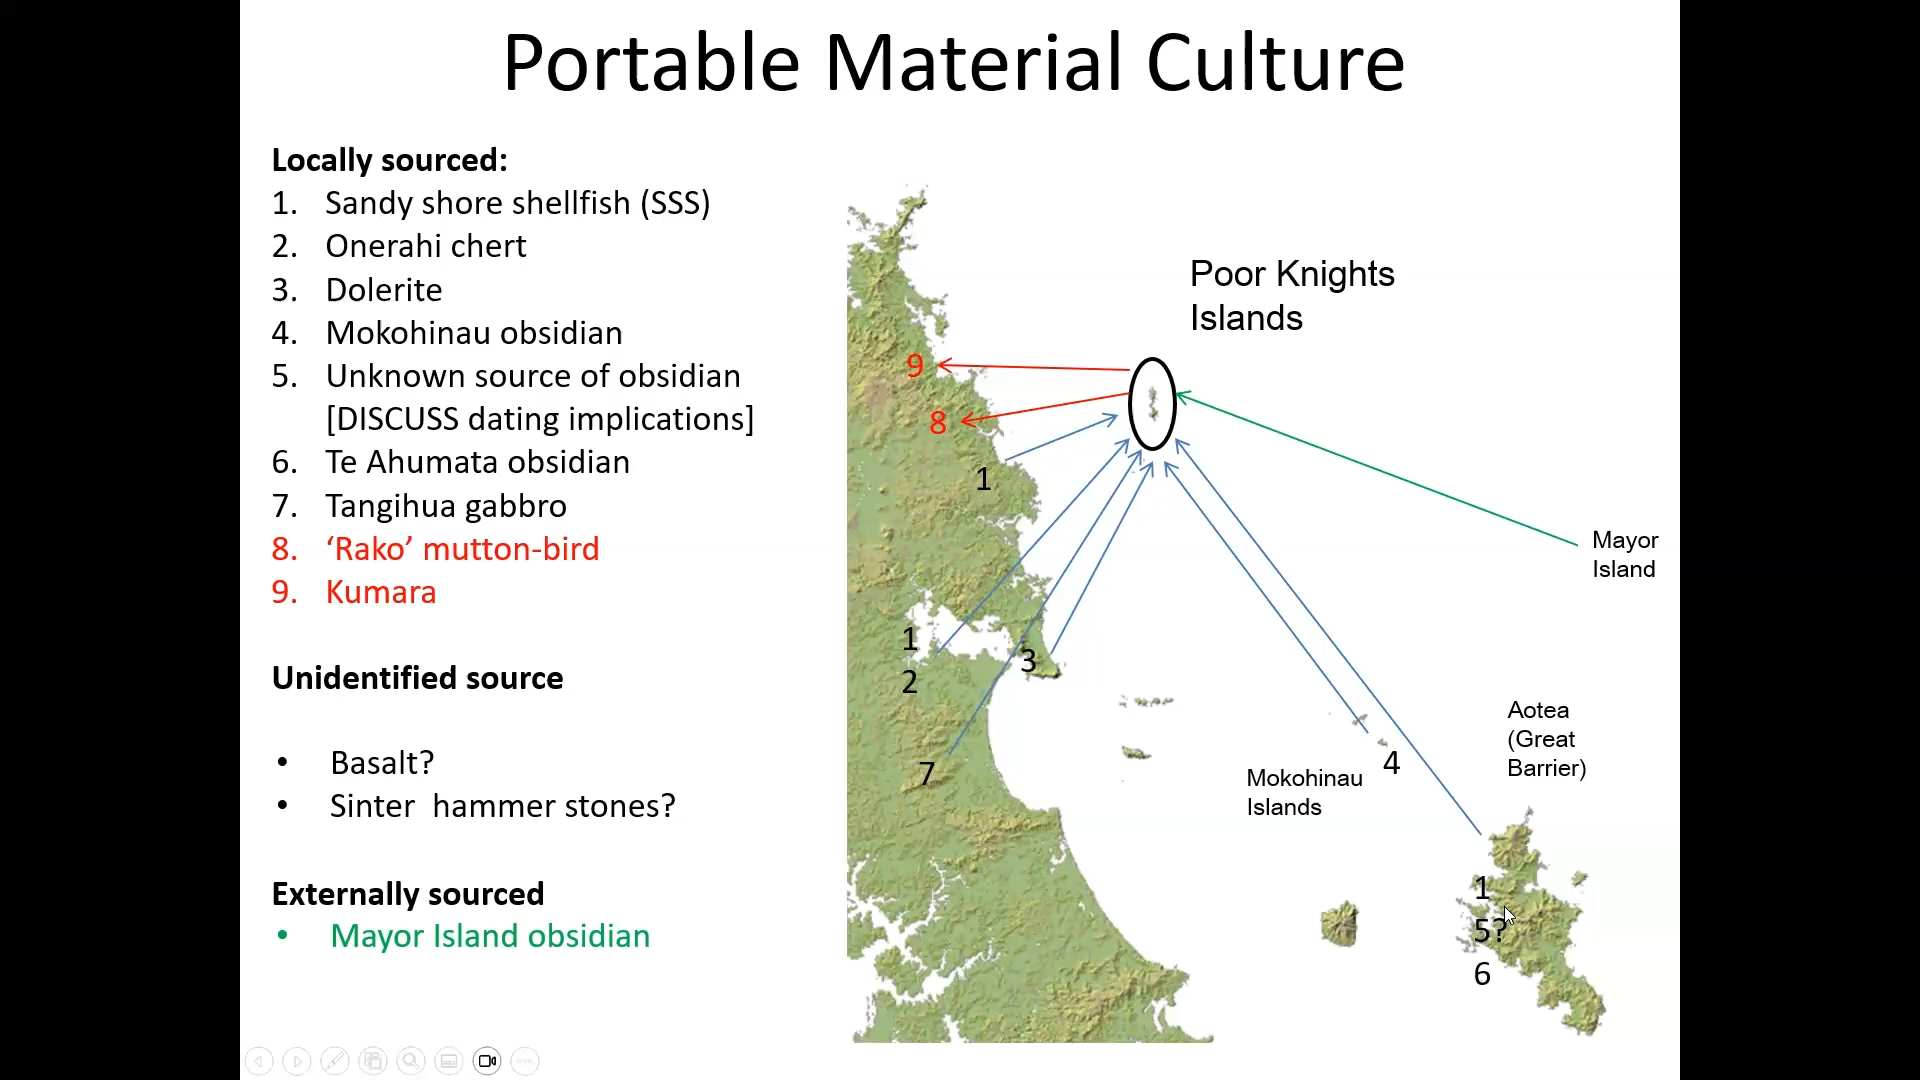 Portable Material Culture
Locally sourced:
1. Sandy shore shellfish (SSS)
2. Onerahi chert
3. Dolerite
4. Mokohinau obsidian
5. Unknown source of obsidian
[DISCUSS dating implications]
6. Te Ahumata obsidian
7. Tangihua gabbro
8. ‘Rako’ mutton-bird
9. Kumara
Unidentified source
• Basalt?
• Sinter hammer stones?
Externally sourced
• Mayor Island obsidian
Poor Knights
Islands
9
8
1
Mayor
Island
1
2
3
7
4
Mokohinau
Islands
Aotea
(Great
Barrier)
1
5?
6